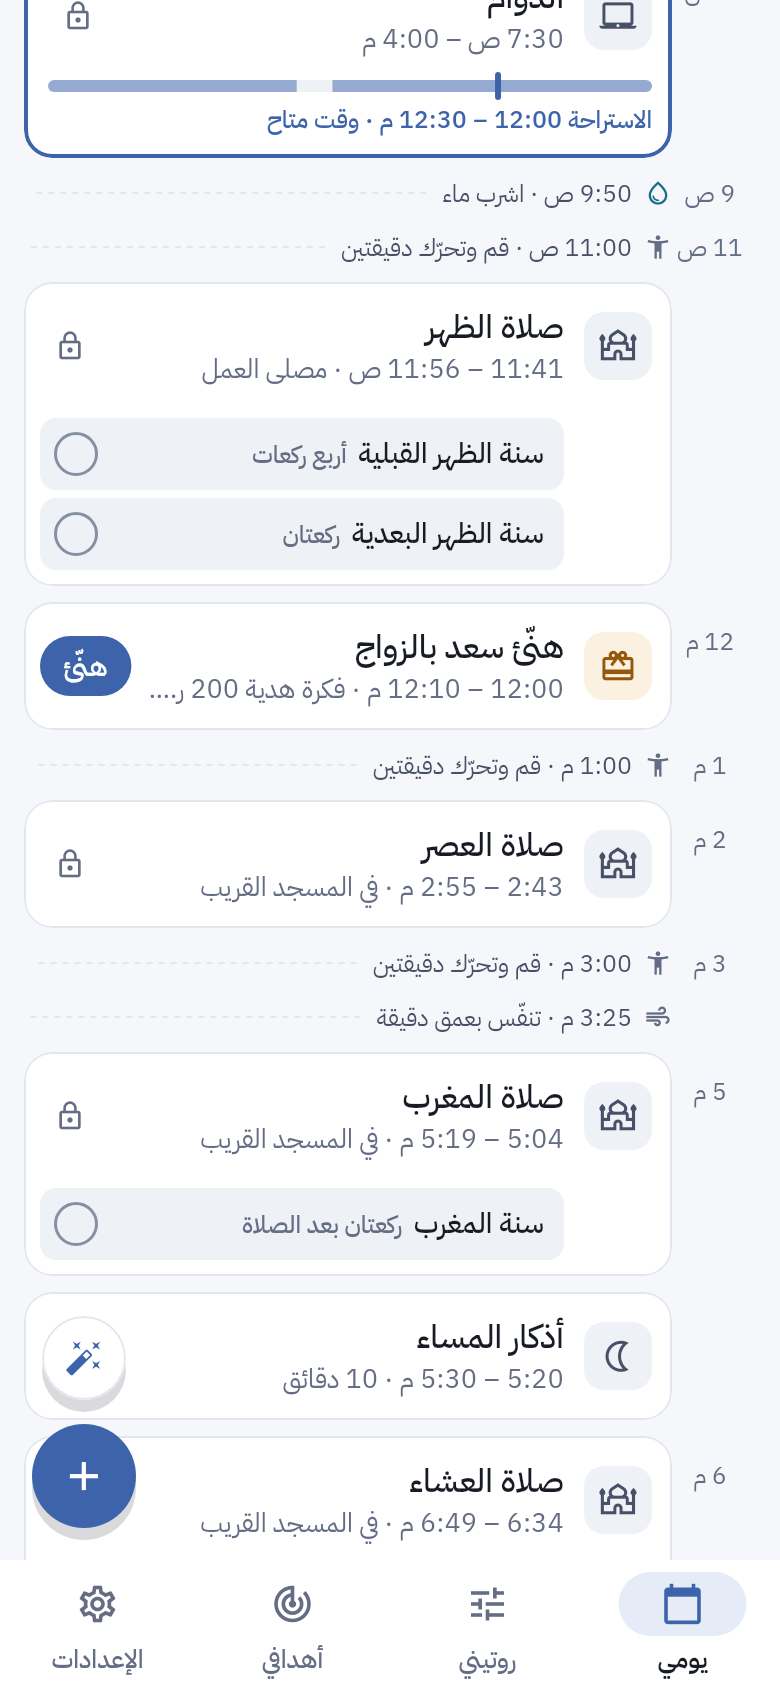 الدوام
7:30 ص – 4:00 م
الاستراحة 12:00 – 12:30 م · وقت متاح
9 ص
9:50 ص · اشرب ماء
11 ص
11:00 ص · قم وتحرّك دقيقتين
صلاة الظهر
11:41 – 11:56 ص · مصلى العمل
سنة الظهر القبلية أربع ركعات
سنة الظهر البعدية ركعتان
12 م
هنّئ سعد بالزواج
12:00 – 12:10 م · فكرة هدية 200 ر....
هنّئ
1 م
1:00 م · قم وتحرّك دقيقتين
2 م
صلاة العصر
2:43 – 2:55 م · في المسجد القريب
3 م
3:00 م · قم وتحرّك دقيقتين
3:25 م · تنفّس بعمق دقيقة
5 م
صلاة المغرب
5:04 – 5:19 م · في المسجد القريب
سنة المغرب ركعتان بعد الصلاة
أذكار المساء
5:20 – 5:30 م · 10 دقائق
6 م
صلاة العشاء
6:34 – 6:49 م · في المسجد القريب
يومي
روتيني
أهدافي
الإعدادات